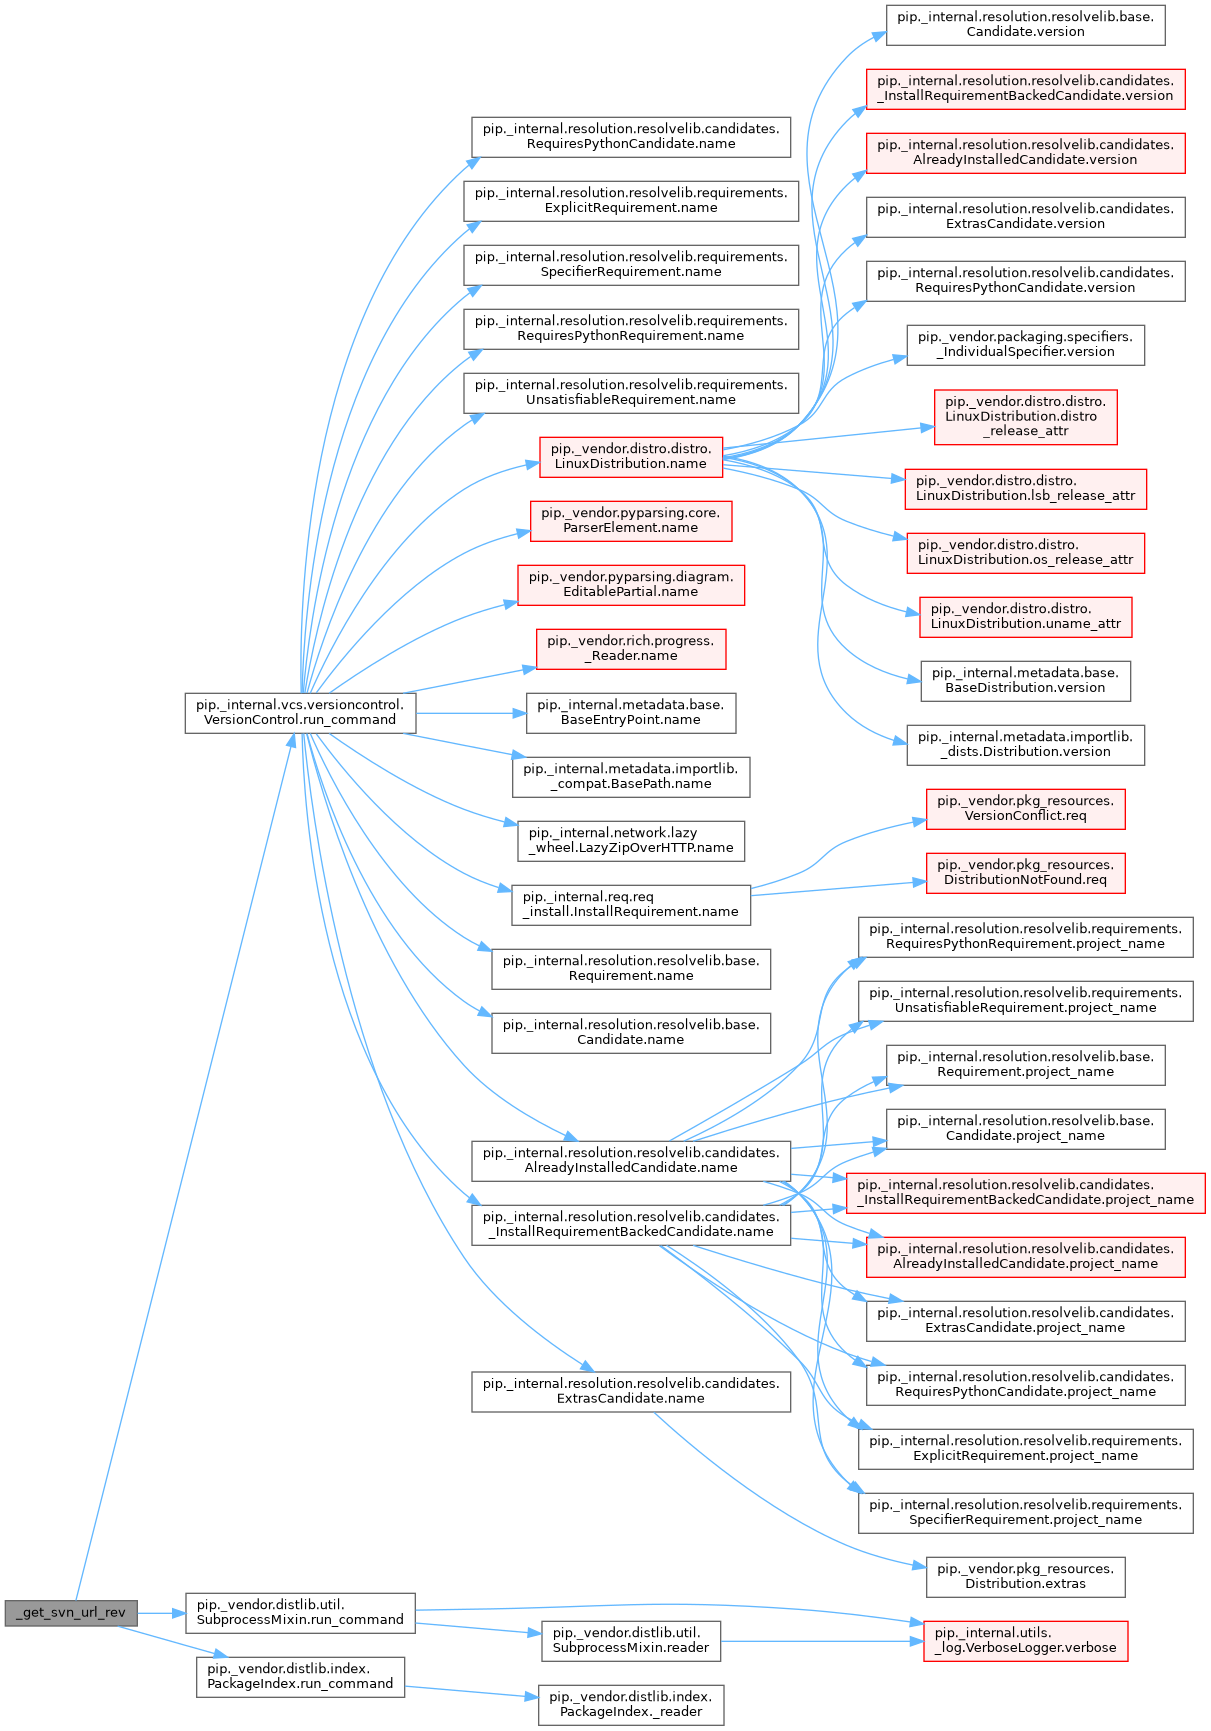 _get_svn_url_rev
pip._internal.vcs.versioncontrol.
VersionControl.run_command
pip._vendor.distlib.util.
SubprocessMixin.run_command
pip._vendor.distlib.index.
PackageIndex.run_command
pip._internal.resolution.resolvelib.candidates.
RequiresPythonCandidate.name
pip._internal.resolution.resolvelib.requirements.
ExplicitRequirement.name
pip._internal.resolution.resolvelib.requirements.
SpecifierRequirement.name
pip._internal.resolution.resolvelib.requirements.
RequiresPythonRequirement.name
pip._internal.resolution.resolvelib.requirements.
UnsatisfiableRequirement.name
pip._vendor.distro.distro.
LinuxDistribution.name
pip._vendor.pyparsing.core.
ParserElement.name
pip._vendor.pyparsing.diagram.
EditablePartial.name
pip._vendor.rich.progress.
_Reader.name
pip._internal.metadata.base.
BaseEntryPoint.name
pip._internal.metadata.importlib.
_compat.BasePath.name
pip._internal.network.lazy
_wheel.LazyZipOverHTTP.name
pip._internal.req.req
_install.InstallRequirement.name
pip._internal.resolution.resolvelib.base.
Requirement.name
pip._internal.resolution.resolvelib.base.
Candidate.name
pip._internal.resolution.resolvelib.candidates.
AlreadyInstalledCandidate.name
pip._internal.resolution.resolvelib.candidates.
_InstallRequirementBackedCandidate.name
pip._internal.resolution.resolvelib.candidates.
ExtrasCandidate.name
pip._vendor.distlib.util.
SubprocessMixin.reader
pip._vendor.distlib.index.
PackageIndex._reader
pip._internal.resolution.resolvelib.base.
Candidate.version
pip._internal.resolution.resolvelib.candidates.
_InstallRequirementBackedCandidate.version
pip._internal.resolution.resolvelib.candidates.
AlreadyInstalledCandidate.version
pip._internal.resolution.resolvelib.candidates.
ExtrasCandidate.version
pip._internal.resolution.resolvelib.candidates.
RequiresPythonCandidate.version
pip._vendor.packaging.specifiers.
_IndividualSpecifier.version
pip._vendor.distro.distro.
LinuxDistribution.distro
_release_attr
pip._vendor.distro.distro.
LinuxDistribution.lsb_release_attr
pip._vendor.distro.distro.
LinuxDistribution.os_release_attr
pip._vendor.distro.distro.
LinuxDistribution.uname_attr
pip._internal.metadata.base.
BaseDistribution.version
pip._internal.metadata.importlib.
_dists.Distribution.version
pip._vendor.pkg_resources.
VersionConflict.req
pip._vendor.pkg_resources.
DistributionNotFound.req
pip._internal.resolution.resolvelib.requirements.
RequiresPythonRequirement.project_name
pip._internal.resolution.resolvelib.requirements.
UnsatisfiableRequirement.project_name
pip._internal.resolution.resolvelib.base.
Requirement.project_name
pip._internal.resolution.resolvelib.base.
Candidate.project_name
pip._internal.resolution.resolvelib.candidates.
_InstallRequirementBackedCandidate.project_name
pip._internal.resolution.resolvelib.candidates.
AlreadyInstalledCandidate.project_name
pip._internal.resolution.resolvelib.candidates.
ExtrasCandidate.project_name
pip._internal.resolution.resolvelib.candidates.
RequiresPythonCandidate.project_name
pip._internal.resolution.resolvelib.requirements.
ExplicitRequirement.project_name
pip._internal.resolution.resolvelib.requirements.
SpecifierRequirement.project_name
pip._vendor.pkg_resources.
Distribution.extras
pip._internal.utils.
_log.VerboseLogger.verbose